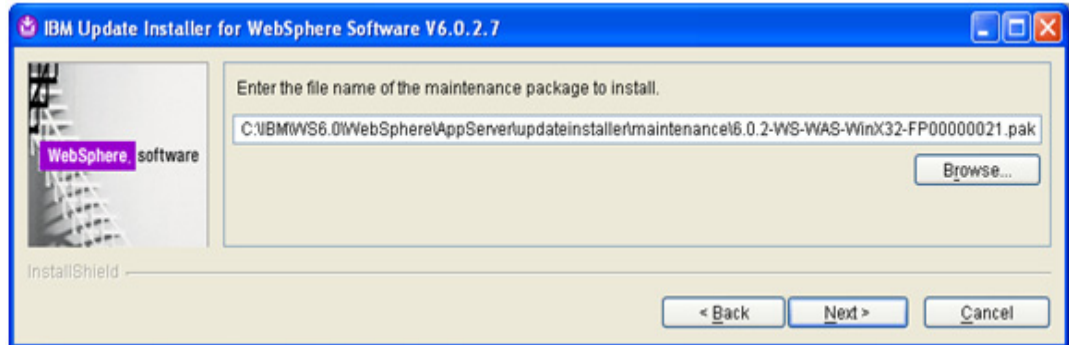 IBM Update Installer for WebSphere Software V6.0.2.7
Enter the file name of the maintenance package to install.
C:\IBM\WS6.0\WebSphere\AppServer\updateinstaller\maintenance\6.0.2-WS-WAS-WinX32-FP00000021.pak
WebSphere. software
Browse...
InstallShield
< Back Next > Cancel